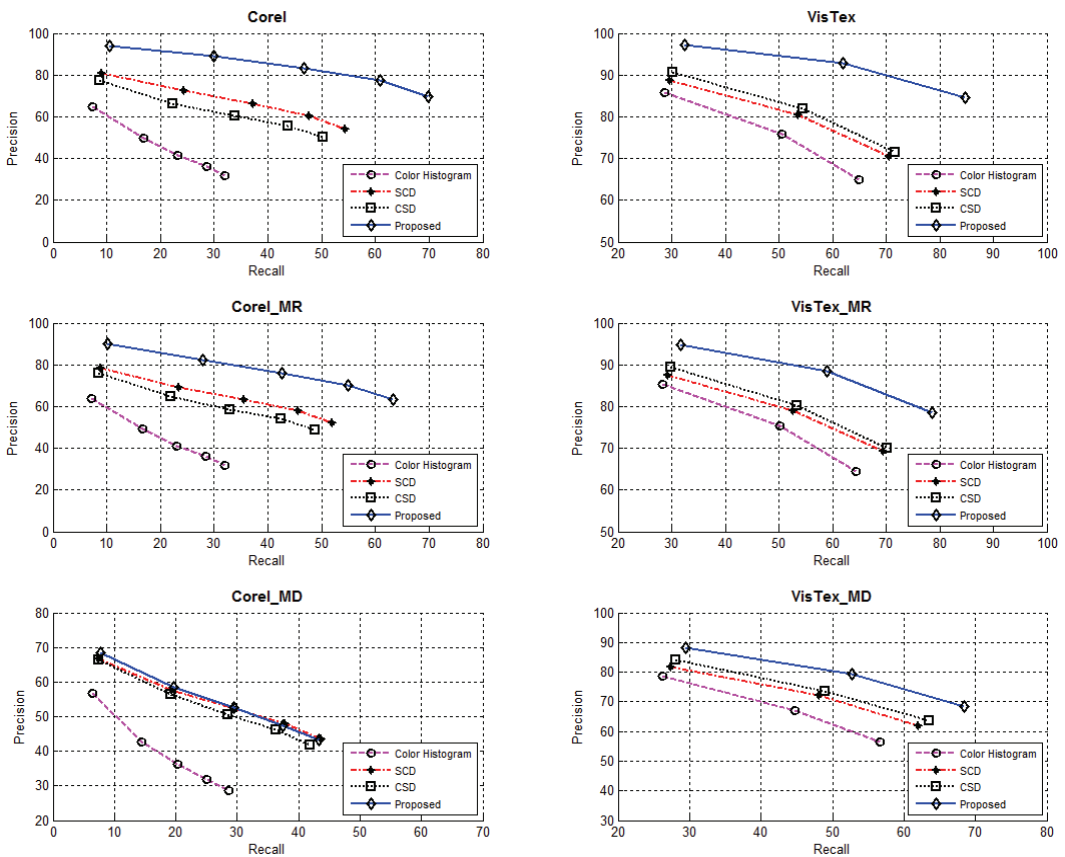 Corel
Precision
100
80
60
40
20
0
0 10 20 30 40 50 60 70 80
Recall
Color Histogram
SCD
CSD
Proposed
VisTex
Precision
100
90
80
70
60
50
20 30 40 50 60 70 80 90 100
Recall
Color Histogram
SCD
CSD
Proposed
Corel_MR
Precision
100
80
60
40
20
0
0 10 20 30 40 50 60 70 80
Recall
Color Histogram
SCD
CSD
Proposed
VisTex_MR
Precision
100
90
80
70
60
50
20 30 40 50 60 70 80 90 100
Recall
Color Histogram
SCD
CSD
Proposed
Corel_MD
Precision
80
70
60
50
40
30
20
0 10 20 30 40 50 60 70
Recall
Color Histogram
SCD
CSD
Proposed
VisTex_MD
Precision
100
90
80
70
60
50
40
30
20 30 40 50 60 70 80
Recall
Color Histogram
SCD
CSD
Proposed